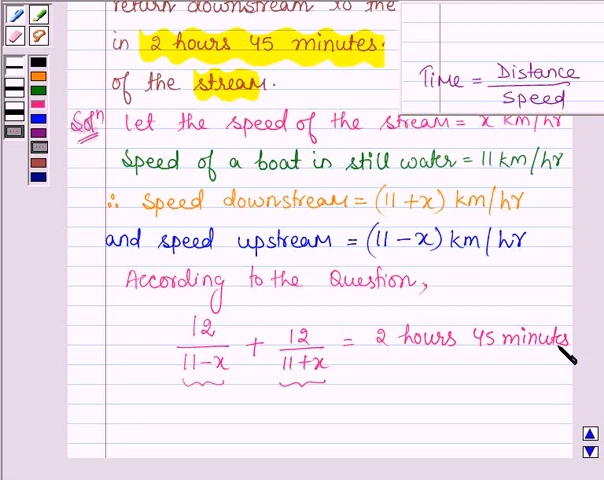 return downstream to the
in 2 hours 45 minutes.
of the stream.
Time = Distance / Speed
Solⁿ Let the speed of the stream = x km/hr
Speed of a boat in still water = 11 km/hr
∴ Speed downstream = (11+x) km/hr
and speed upstream = (11-x) km/hr
According to the Question,
12/(11-x) + 12/(11+x) = 2 hours 45 minutes